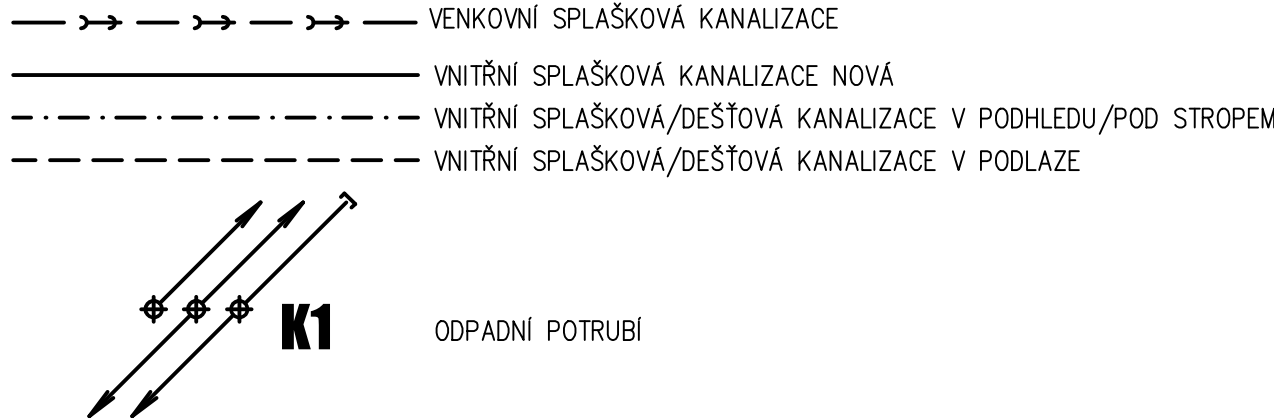 VENKOVNÍ SPLAŠKOVÁ KANALIZACE
VNITŘNÍ SPLAŠKOVÁ KANALIZACE NOVÁ
VNITŘNÍ SPLAŠKOVÁ/DEŠŤOVÁ KANALIZACE V PODHLEDU/POD STROPEM
VNITŘNÍ SPLAŠKOVÁ/DEŠŤOVÁ KANALIZACE V PODLAZE
K1 ODPADNÍ POTRUBÍ